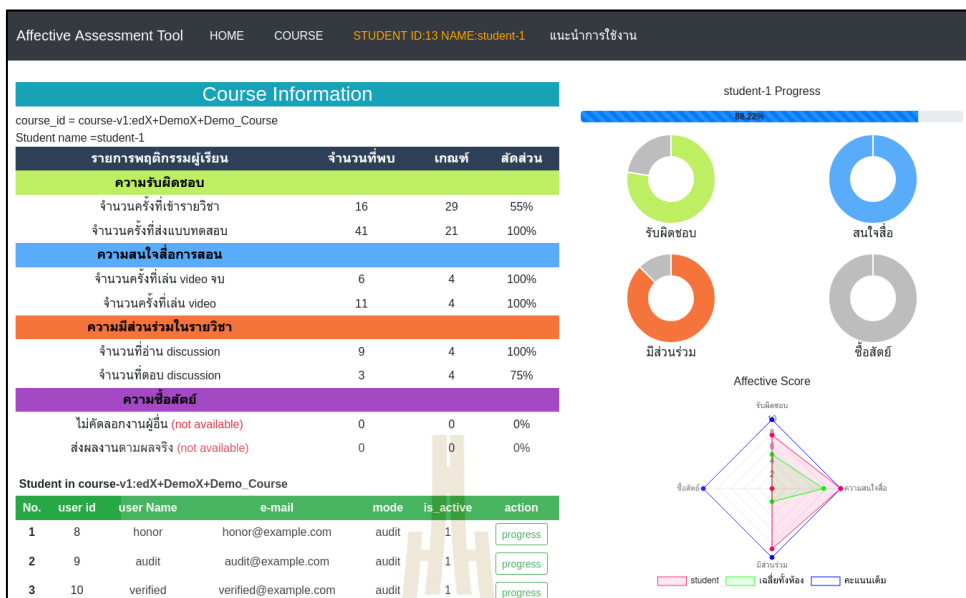 Affective Assessment Tool HOME COURSE STUDENT ID:13 NAME:student-1 แนะนำการใช้งาน
Course Information
course_id = course-v1:edX+DemoX+Demo_Course
Student name =student-1
รายการพฤติกรรมผู้เรียน จำนวนที่พบ เกณฑ์ สัดส่วน
ความรับผิดชอบ
จำนวนครั้งที่เข้ารายวิชา 16 29 55%
จำนวนครั้งที่ส่งแบบทดสอบ 41 21 100%
ความสนใจสื่อการสอน
จำนวนครั้งที่เล่น video จบ 6 4 100%
จำนวนครั้งที่เล่น video 11 4 100%
ความมีส่วนร่วมในรายวิชา
จำนวนที่อ่าน discussion 9 4 100%
จำนวนที่ตอบ discussion 3 4 75%
ความซื่อสัตย์
ไม่คัดลอกงานผู้อื่น (not available) 0 0 0%
ส่งผลงานตามผลจริง (not available) 0 0 0%
Student in course-v1:edX+DemoX+Demo_Course
No. user id user Name e-mail mode is_active action
1 8 honor honor@example.com audit 1 progress
2 9 audit audit@example.com audit 1 progress
3 10 verified verified@example.com audit 1 progress
student-1 Progress
88.22%
รับผิดชอบ สนใจสื่อ
มีส่วนร่วม ซื่อสัตย์
Affective Score
รับผิดชอบ
10
8
6
4
2
ซื่อสัตย์ ความสนใจสื่อ
มีส่วนร่วม
student เฉลี่ยทั้งห้อง คะแนนเต็ม